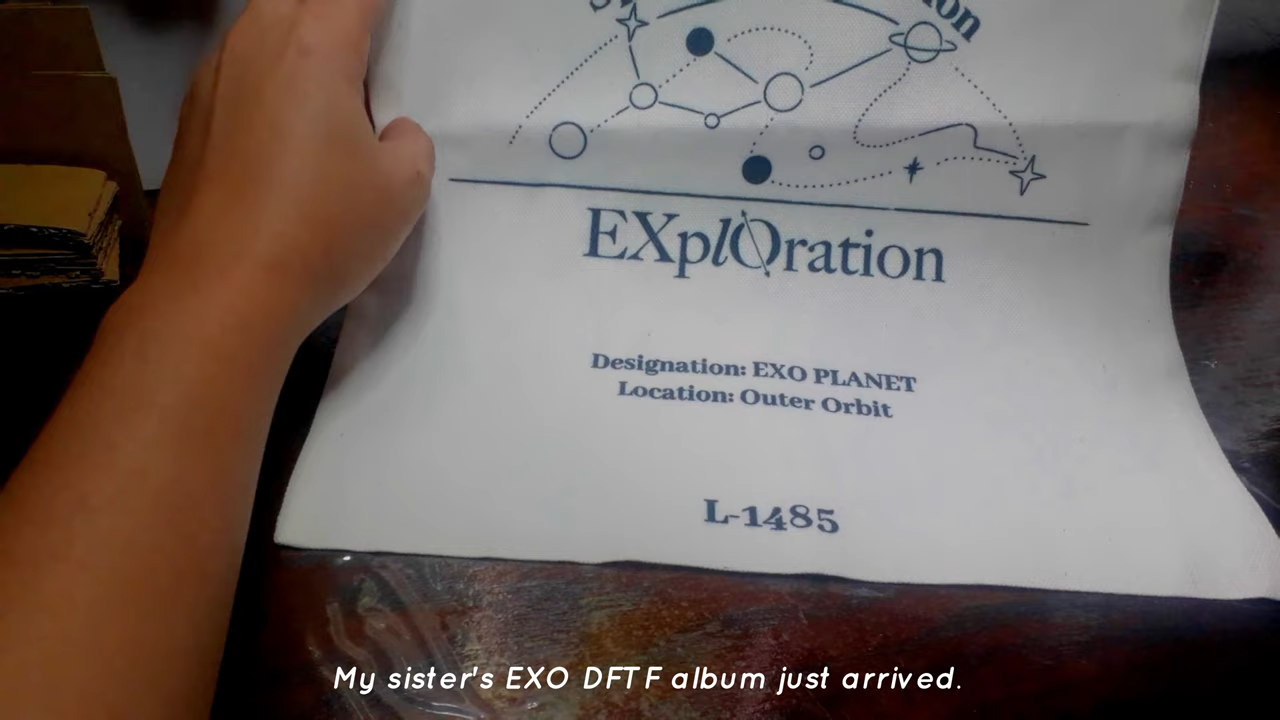 EXplOration
Designation: EXO PLANET
Location: Outer Orbit
L-1485
My sister's EXO DFTF album just arrived.